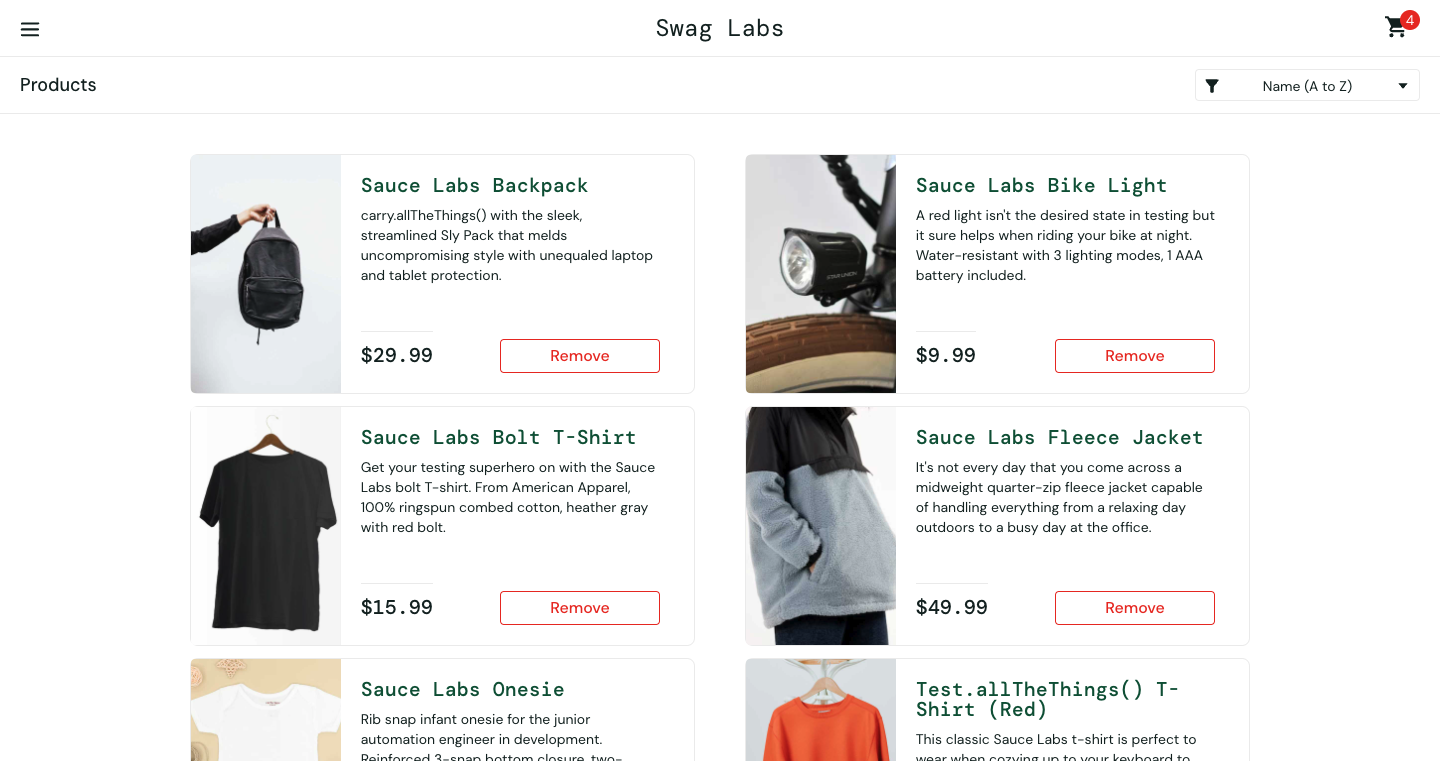 Swag Labs
4
Products
Name (A to Z)
Sauce Labs Backpack
carry.allTheThings() with the sleek,
streamlined Sly Pack that melds
uncompromising style with unequaled laptop
and tablet protection.
$29.99
Remove
Sauce Labs Bike Light
A red light isn't the desired state in testing but
it sure helps when riding your bike at night.
Water-resistant with 3 lighting modes, 1 AAA
battery included.
$9.99
Remove
Sauce Labs Bolt T-Shirt
Get your testing superhero on with the Sauce
Labs bolt T-shirt. From American Apparel,
100% ringspun combed cotton, heather gray
with red bolt.
$15.99
Remove
Sauce Labs Fleece Jacket
It's not every day that you come across a
midweight quarter-zip fleece jacket capable
of handling everything from a relaxing day
outdoors to a busy day at the office.
$49.99
Remove
Sauce Labs Onesie
Rib snap infant onesie for the junior
automation engineer in development.
Reinforced 3-snap bottom closure, two-
Test.allTheThings() T-
Shirt (Red)
This classic Sauce Labs t-shirt is perfect to
wear when cozying up to your keyboard to